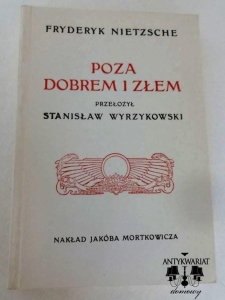 FRYDERYK NIETZSCHE
POZA
DOBREM I ZŁEM
PRZEŁOŻYŁ
STANISŁAW WYRZYKOWSKI
NAKŁAD JAKÓBA MORTKOWICZA
ANTYKWARIAT
domowy